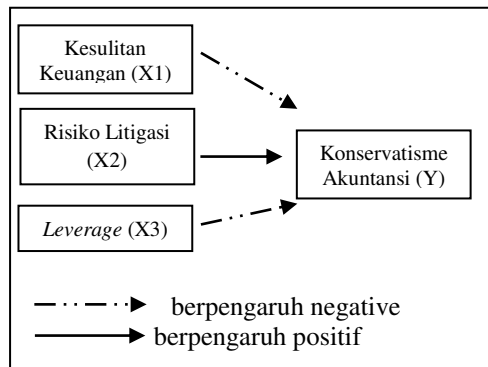 Kesulitan
Keuangan (X1)
Risiko Litigasi
(X2)
Konservatisme
Akuntansi (Y)
Leverage (X3)
berpengaruh negative
berpengaruh positif